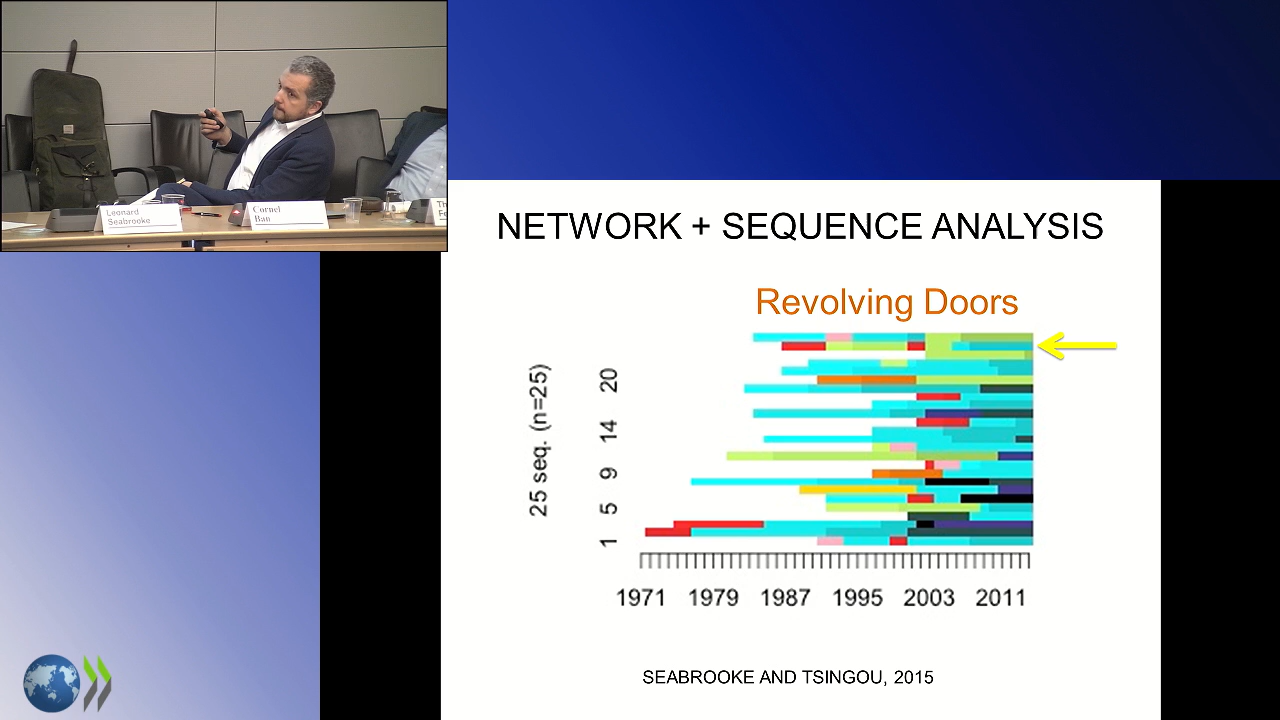 Leonard
Seabrooke
Cornel
Ban
NETWORK + SEQUENCE ANALYSIS
Revolving Doors
25 seq. (n=25)
20
14
9
5
1
1971 1979 1987 1995 2003 2011
SEABROOKE AND TSINGOU, 2015